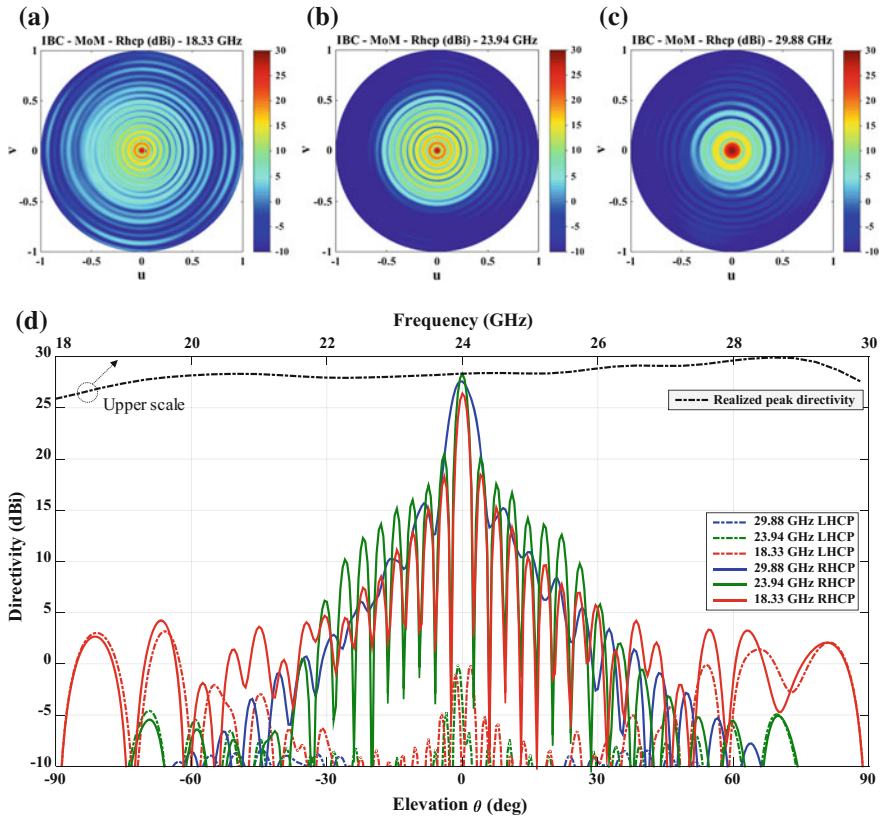 (a) (b) (c)
IBC - MoM - Rhcp (dBi) - 18.33 GHz
1
0.5
0
-0.5
-1
v
-1 -0.5 0 0.5 1
u
30
25
20
15
10
5
0
-5
-10
IBC - MoM - Rhcp (dBi) - 23.94 GHz
1
0.5
0
-0.5
-1
v
-1 -0.5 0 0.5 1
u
30
25
20
15
10
5
0
-5
-10
IBC - MoM - Rhcp (dBi) - 29.88 GHz
1
0.5
0
-0.5
-1
v
-1 -0.5 0 0.5 1
u
30
25
20
15
10
5
0
-5
-10
(d)
Frequency (GHz)
18 20 22 24 26 28 30
30
25
20
15
10
5
0
-5
-10
Directivity (dBi)
Upper scale
Realized peak directivity
29.88 GHz LHCP
23.94 GHz LHCP
18.33 GHz LHCP
29.88 GHz RHCP
23.94 GHz RHCP
18.33 GHz RHCP
-90 -60 -30 0 30 60 90
Elevation θ (deg)